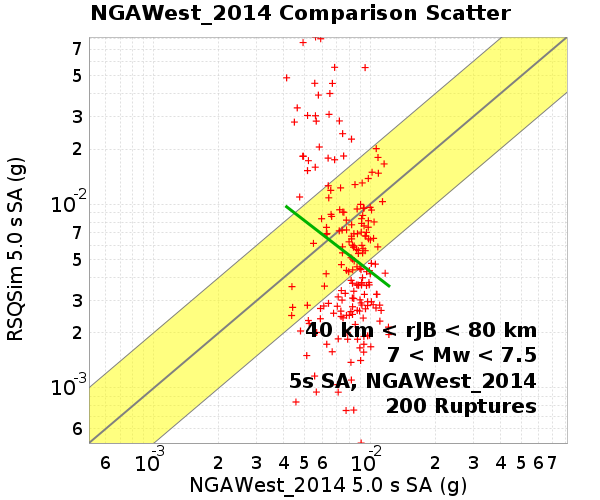 NGAWest_2014 Comparison Scatter
RSQSim 5.0 s SA (g)
7
5
3
2
10-2
7
5
3
2
10-3
6
40 km < rJB < 80 km
7 < Mw < 7.5
5s SA, NGAWest_2014
200 Ruptures
6 10-3 2 3 4 5 6 10-2 2 3 4 5 6 7
NGAWest_2014 5.0 s SA (g)